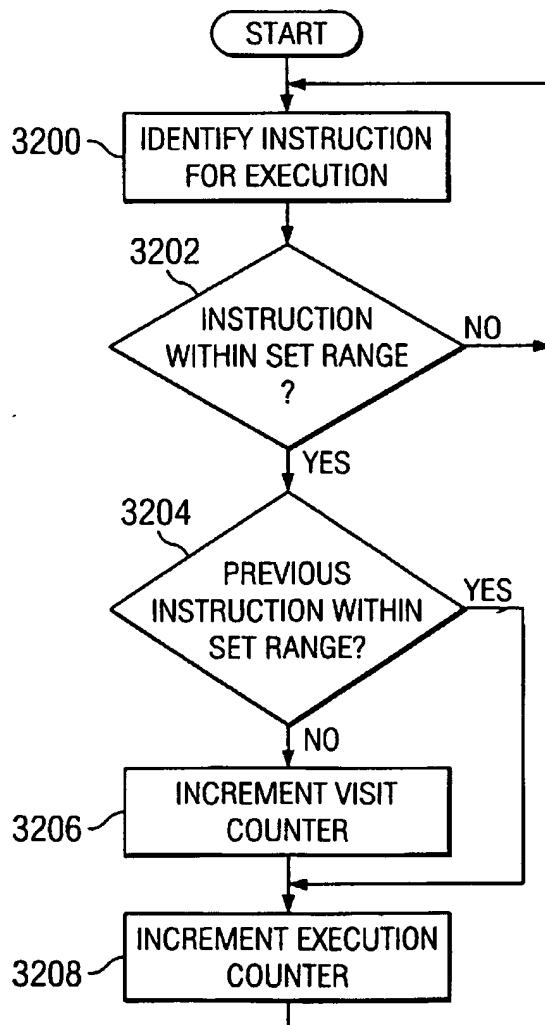 START
3200
IDENTIFY INSTRUCTION
FOR EXECUTION
3202
INSTRUCTION
WITHIN SET RANGE
?
NO
YES
3204
PREVIOUS
INSTRUCTION WITHIN
SET RANGE?
YES
NO
3206
INCREMENT VISIT
COUNTER
3208
INCREMENT EXECUTION
COUNTER